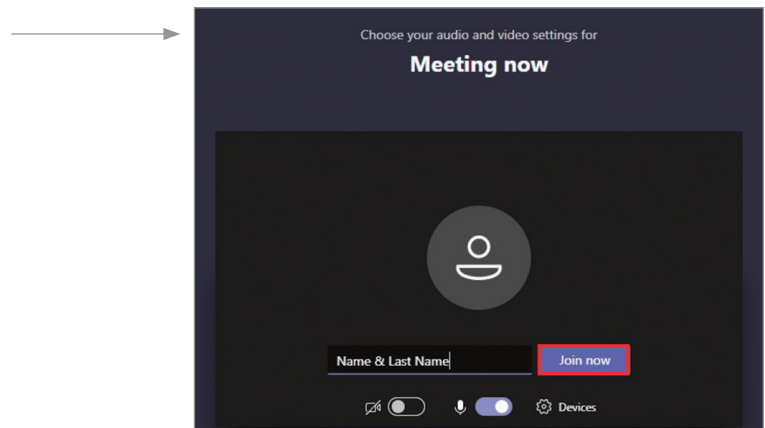 Choose your audio and video settings for
Meeting now
Name & Last Name
Join now
Devices